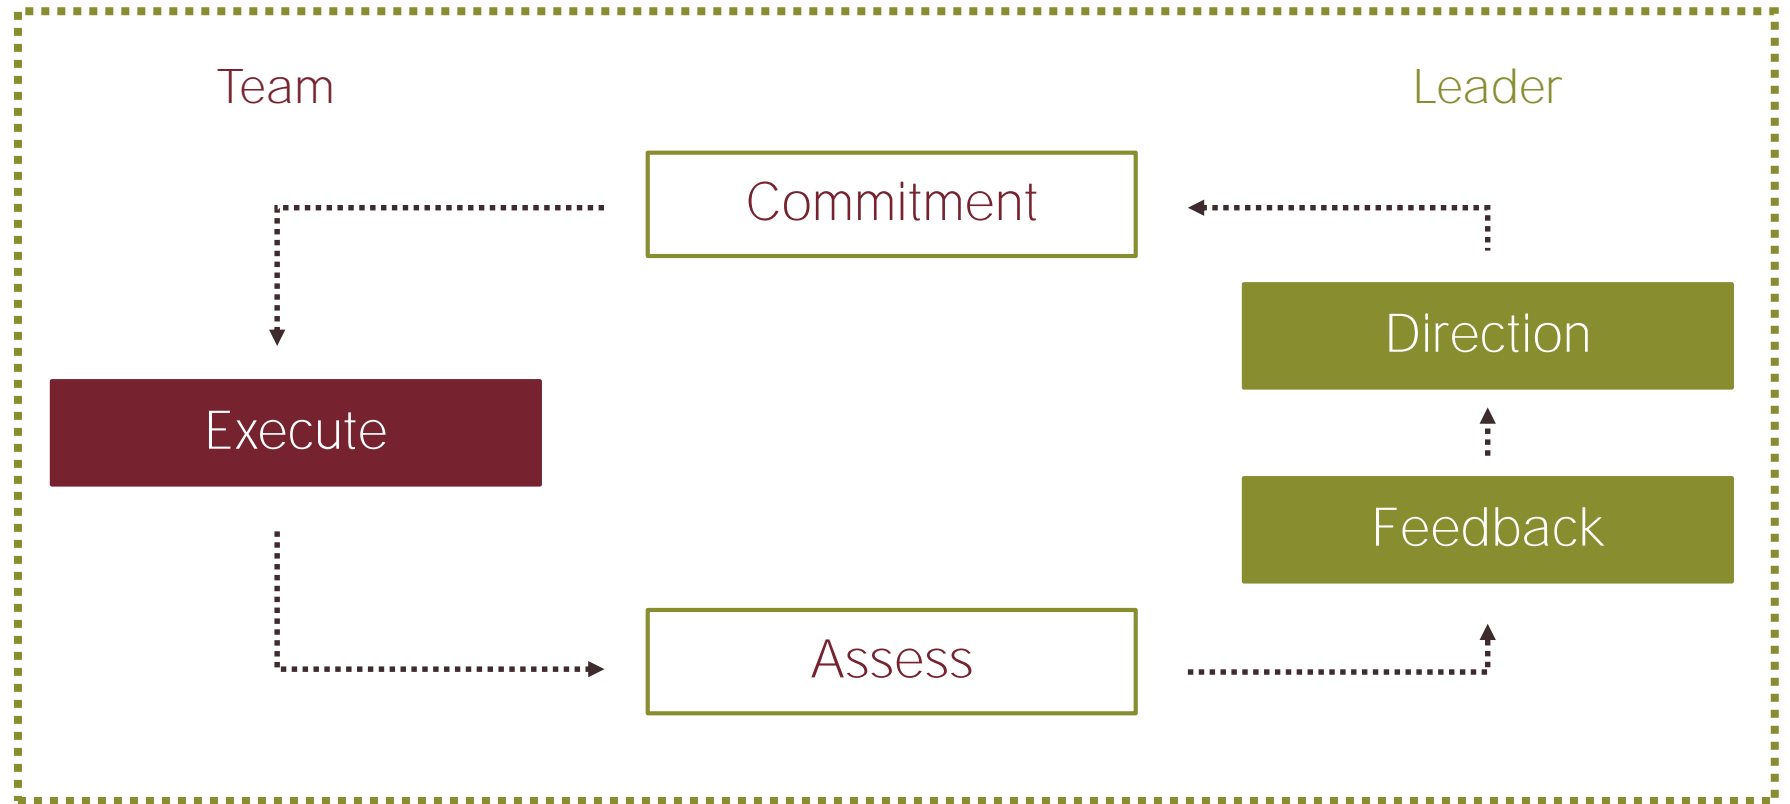 Team
Leader
Commitment
Direction
Execute
Feedback
Assess